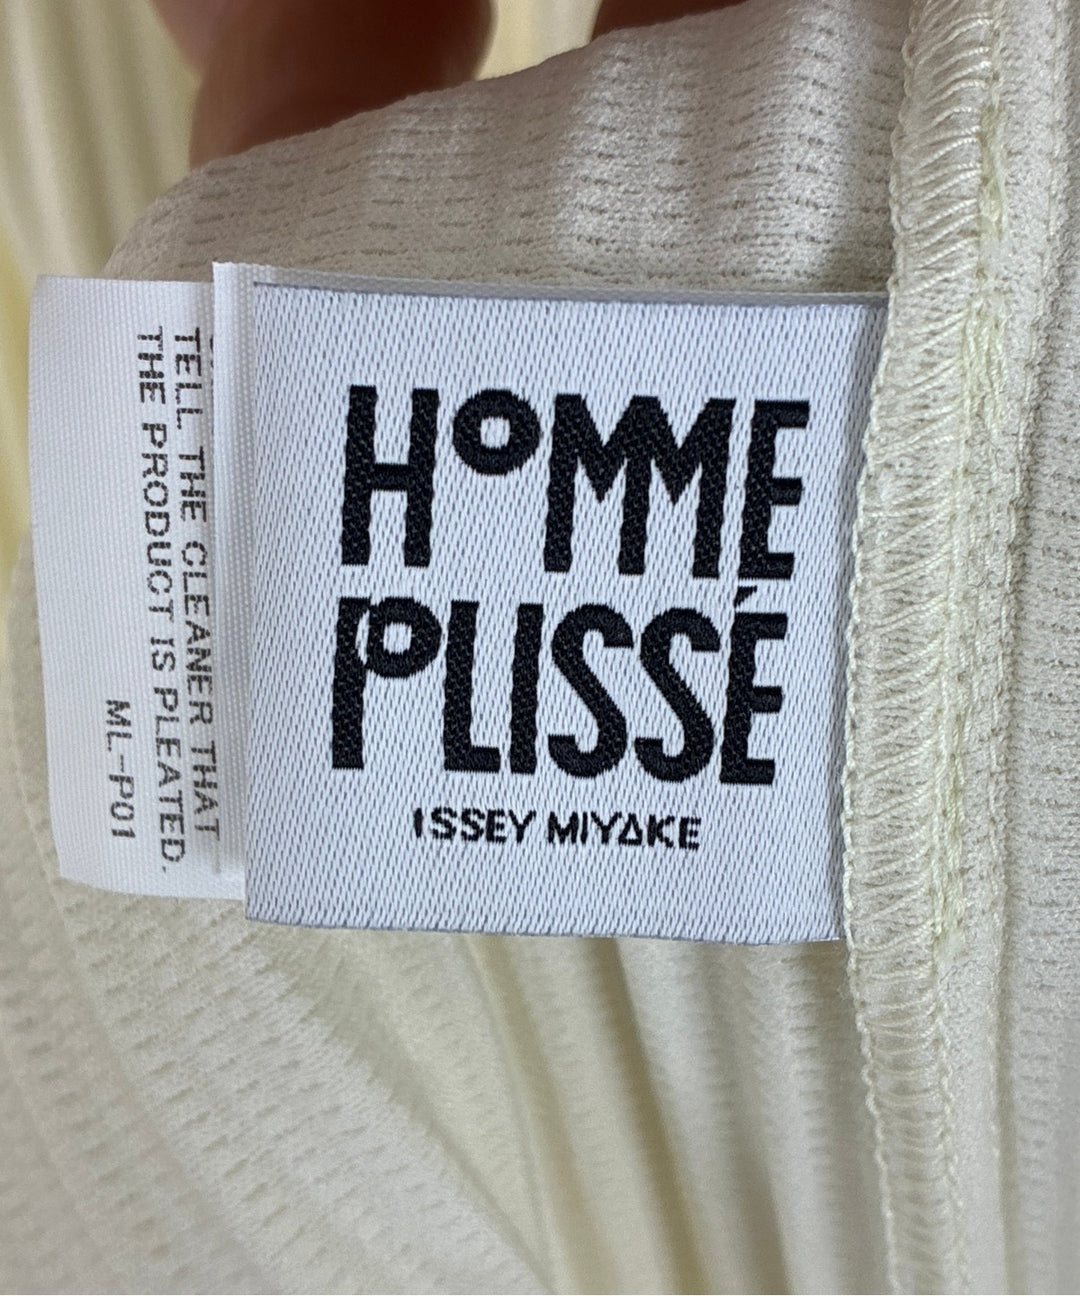 HOMME
PLISSÉ
ISSEY MIYAKE
TELL THE CLEANER THAT
THE PRODUCT IS PLEATED.
ML-P01